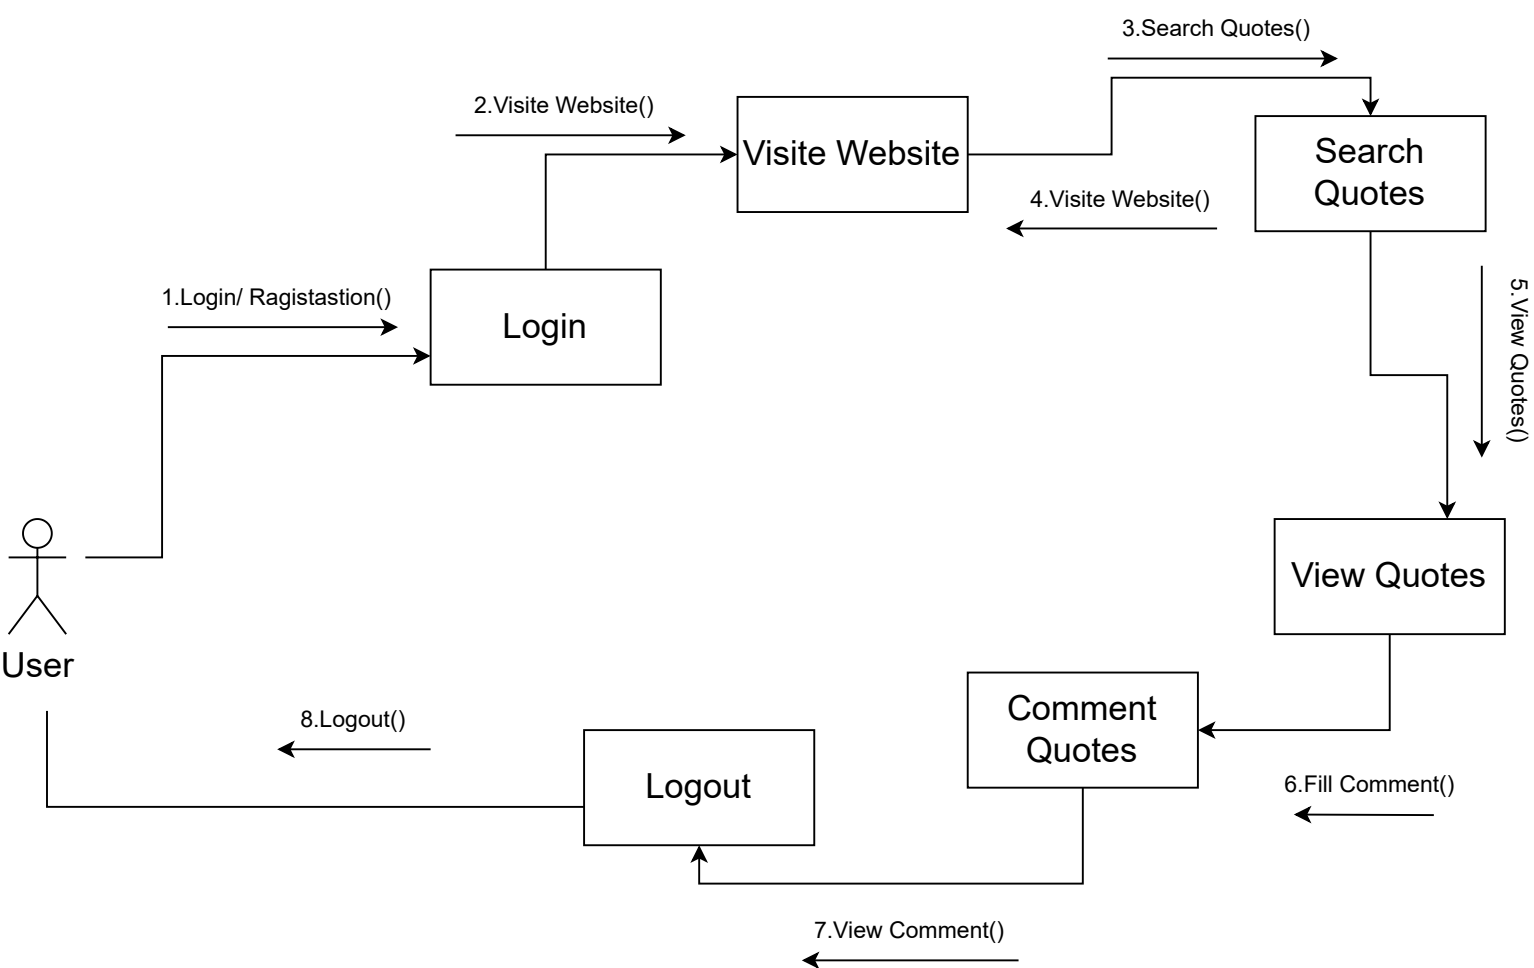 3.Search Quotes()
2.Visite Website()
Visite Website
Search
Quotes
4.Visite Website()
1.Login/ Ragistastion()
Login
5.View Quotes()
View Quotes
User
Comment
Quotes
8.Logout()
Logout
6.Fill Comment()
7.View Comment()